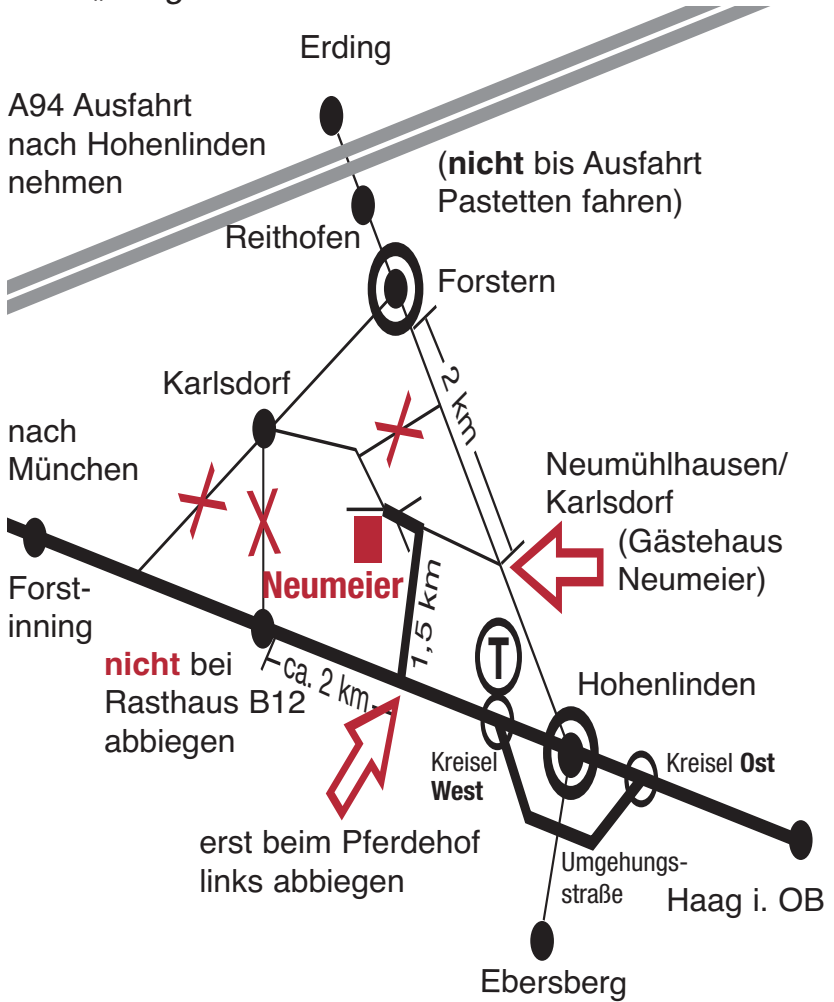 Erding
A94 Ausfahrt
nach Hohenlinden
nehmen
(nicht bis Ausfahrt
Pastetten fahren)
Reithofen
Forstern
2 km
Karlsdorf
nach
München
Neumühlhausen/
Karlsdorf
(Gästehaus
Neumeier)
Neumeier
Forst-
inning
1,5 km
T
nicht bei
Rasthaus B12
abbiegen
ca. 2 km
Hohenlinden
Kreisel
West
Kreisel Ost
erst beim Pferdehof
links abbiegen
Umgehungs-
straße
Haag i. OB
Ebersberg